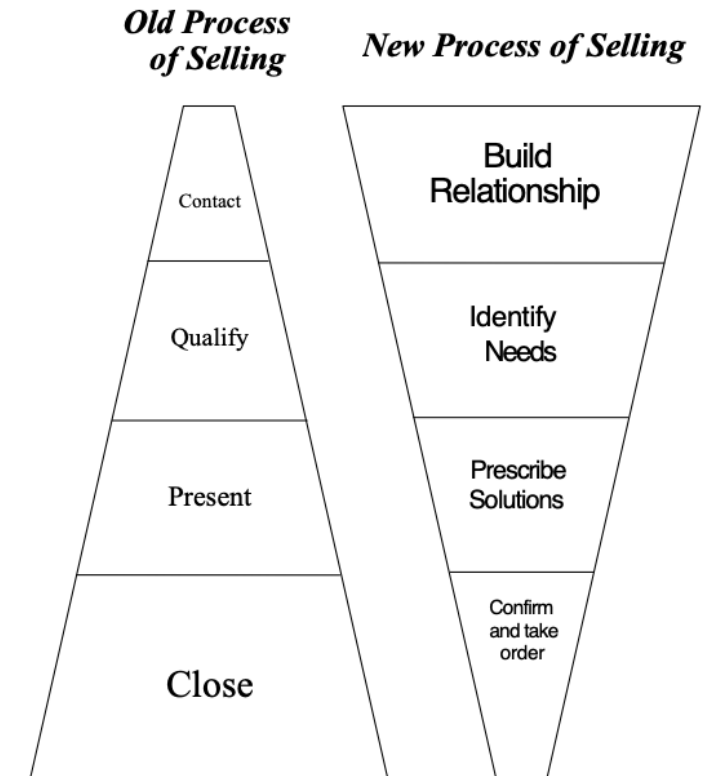 Old Process
of Selling
Contact
Qualify
Present
Close
New Process of Selling
Build
Relationship
Identify
Needs
Prescribe
Solutions
Confirm
and take
order